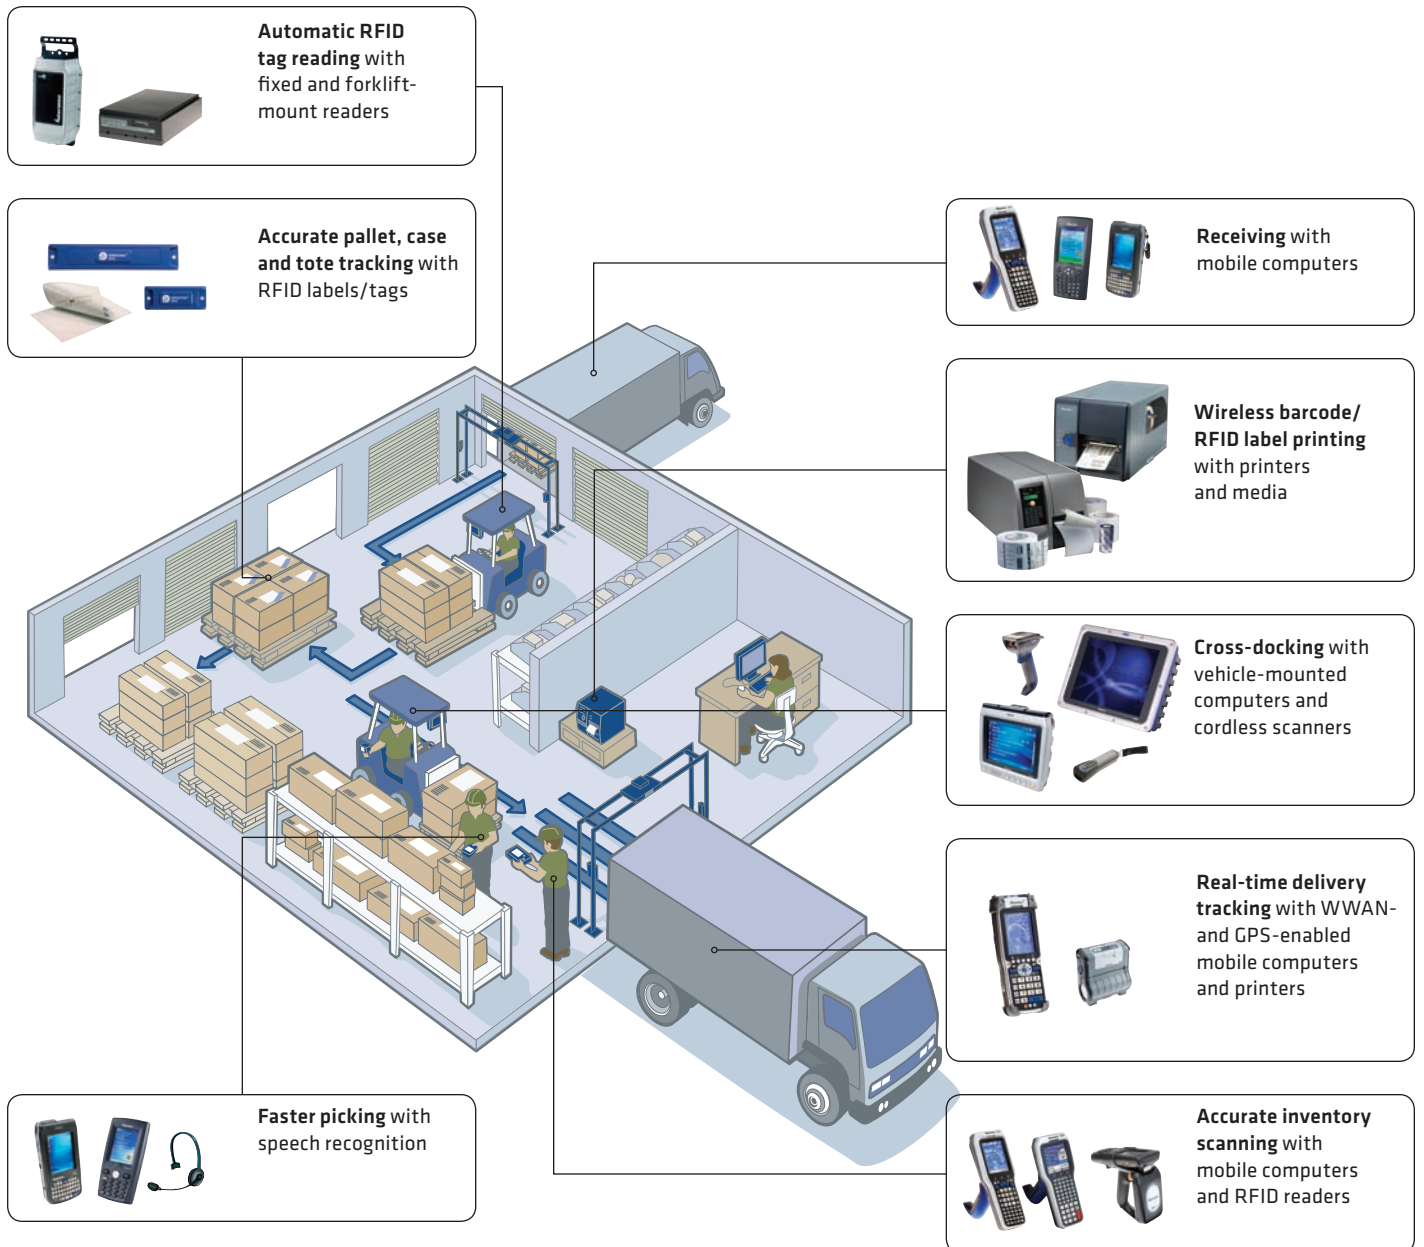 Automatic RFID
tag reading with
fixed and forklift-
mount readers
Accurate pallet, case
and tote tracking with
RFID labels/tags
Receiving with
mobile computers
Wireless barcode/
RFID label printing
with printers
and media
Cross-docking with
vehicle-mounted
computers and
cordless scanners
Real-time delivery
tracking with WWAN-
and GPS-enabled
mobile computers
and printers
Faster picking with
speech recognition
Accurate inventory
scanning with
mobile computers
and RFID readers